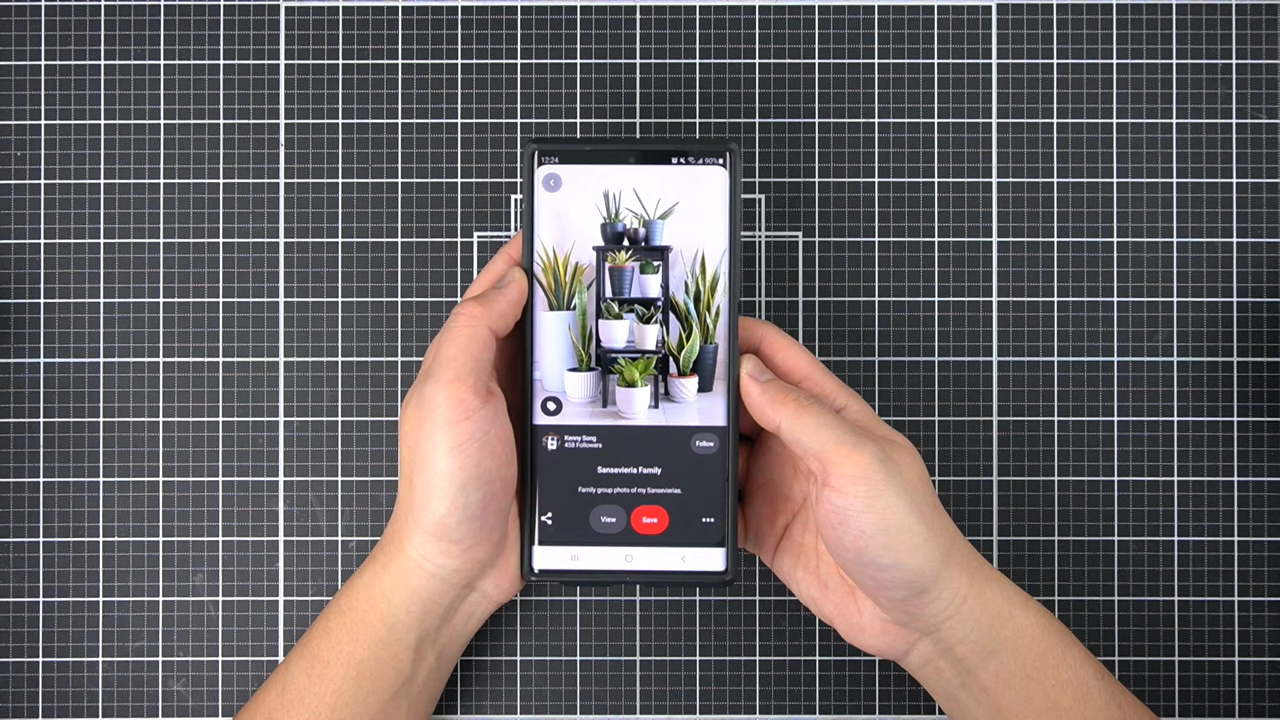 12:24
90%
Kenny Song
458 Followers
Follow
Sansevieria Family
Family group photo of my Sansevierias.
View
Save